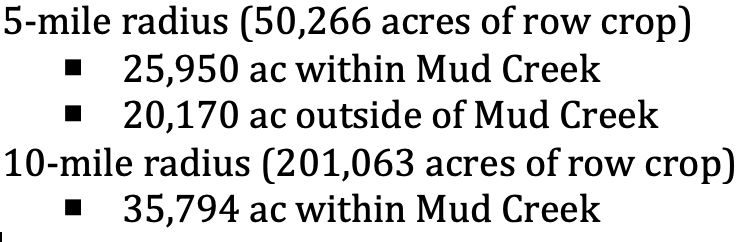 5-mile radius (50,266 acres of row crop)
▪ 25,950 ac within Mud Creek
▪ 20,170 ac outside of Mud Creek
10-mile radius (201,063 acres of row crop)
▪ 35,794 ac within Mud Creek